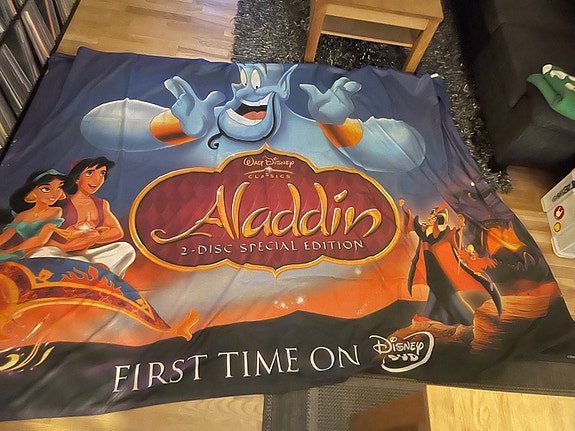 Walt Disney
CLASSICS
Aladdin
2-DISC SPECIAL EDITION
FIRST TIME ON Disney DVD